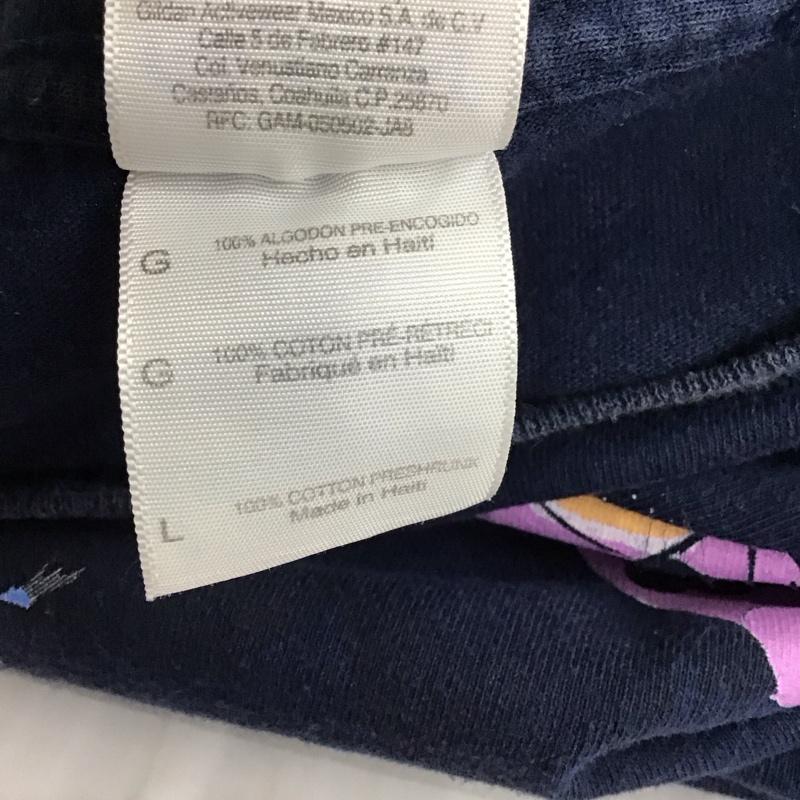 Gildan Activewear Mexico S.A. de C.V
Calle 5 de Febrero #147
Col. Venustiano Carranza
Castaños, Coahuila C.P. 25870
RFC: GAM-050502-JA8
G 100% ALGODON PRE-ENCOGIDO
Hecho en Haiti
G 100% COTON PRÉ-RÉTRÉCI
Fabriqué en Haïti
L 100% COTTON PRESHRUNK
Made in Haiti